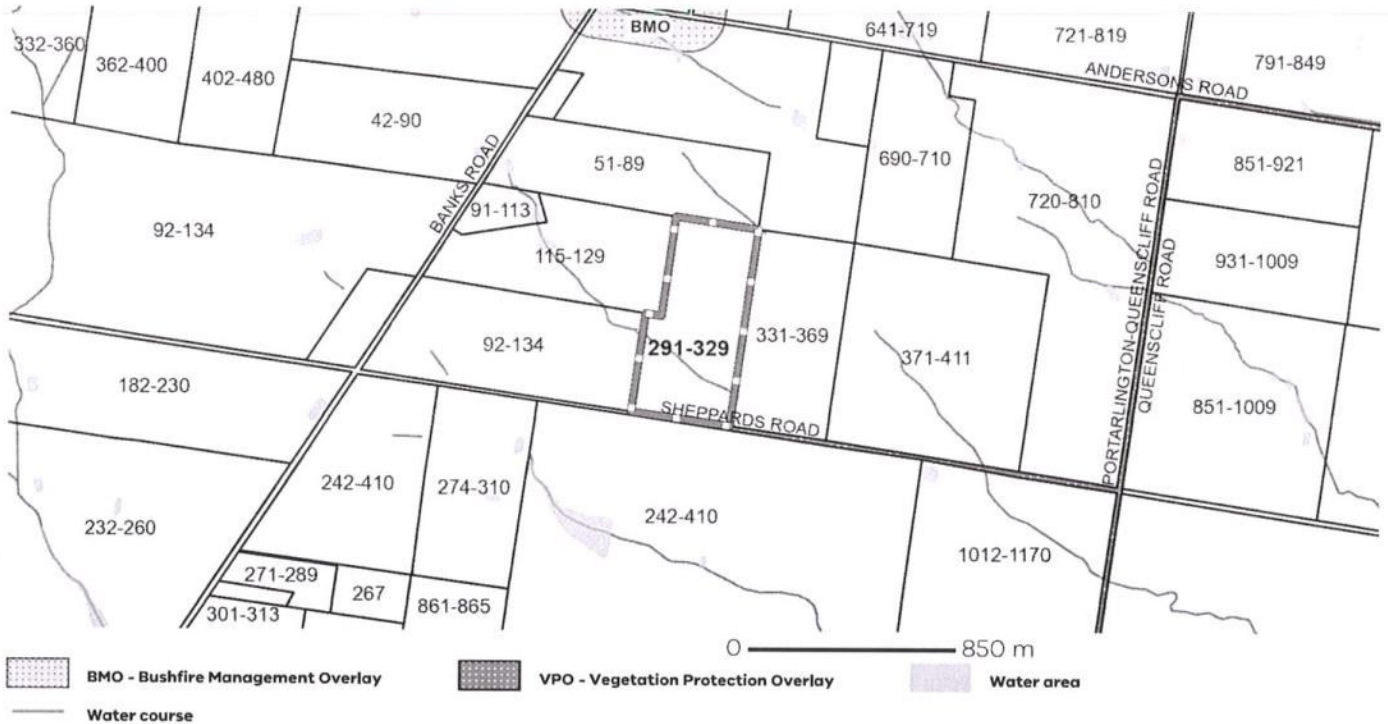 BMO
641-719
721-819
791-849
332-360
362-400
402-480
ANDERSONS ROAD
42-90
51-89
690-710
851-921
BANKS ROAD
91-113
720-810
92-134
115-129
931-1009
PORTARLINGTON-QUEENSCLIFF ROAD
QUEENSCLIFF ROAD
92-134
291-329
331-369
371-411
182-230
SHEPPARDS ROAD
851-1009
242-410
274-310
232-260
242-410
1012-1170
271-289
267
861-865
301-313
0 850 m
BMO - Bushfire Management Overlay
VPO - Vegetation Protection Overlay
Water area
Water course